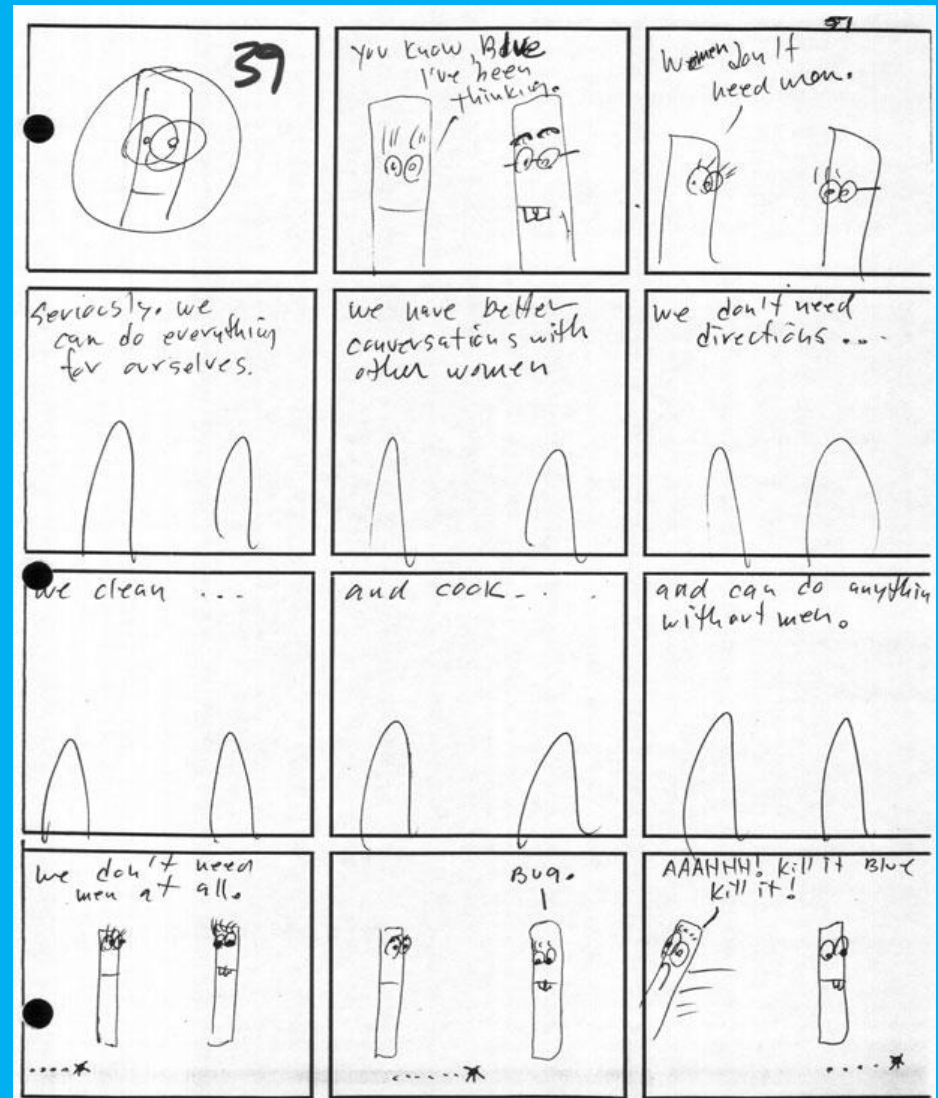 39
You know, Blue
I've been
thinking.
51
Women don't
need men.
Seriously. we
can do everything
for ourselves.
we have better
conversations with
other women
we don't need
directions ...
we clean ...
and cook. . .
and can do anythin
without men.
we don't need
men at all.
Bug.
AAAHHH! Kill it Blue
Kill it!